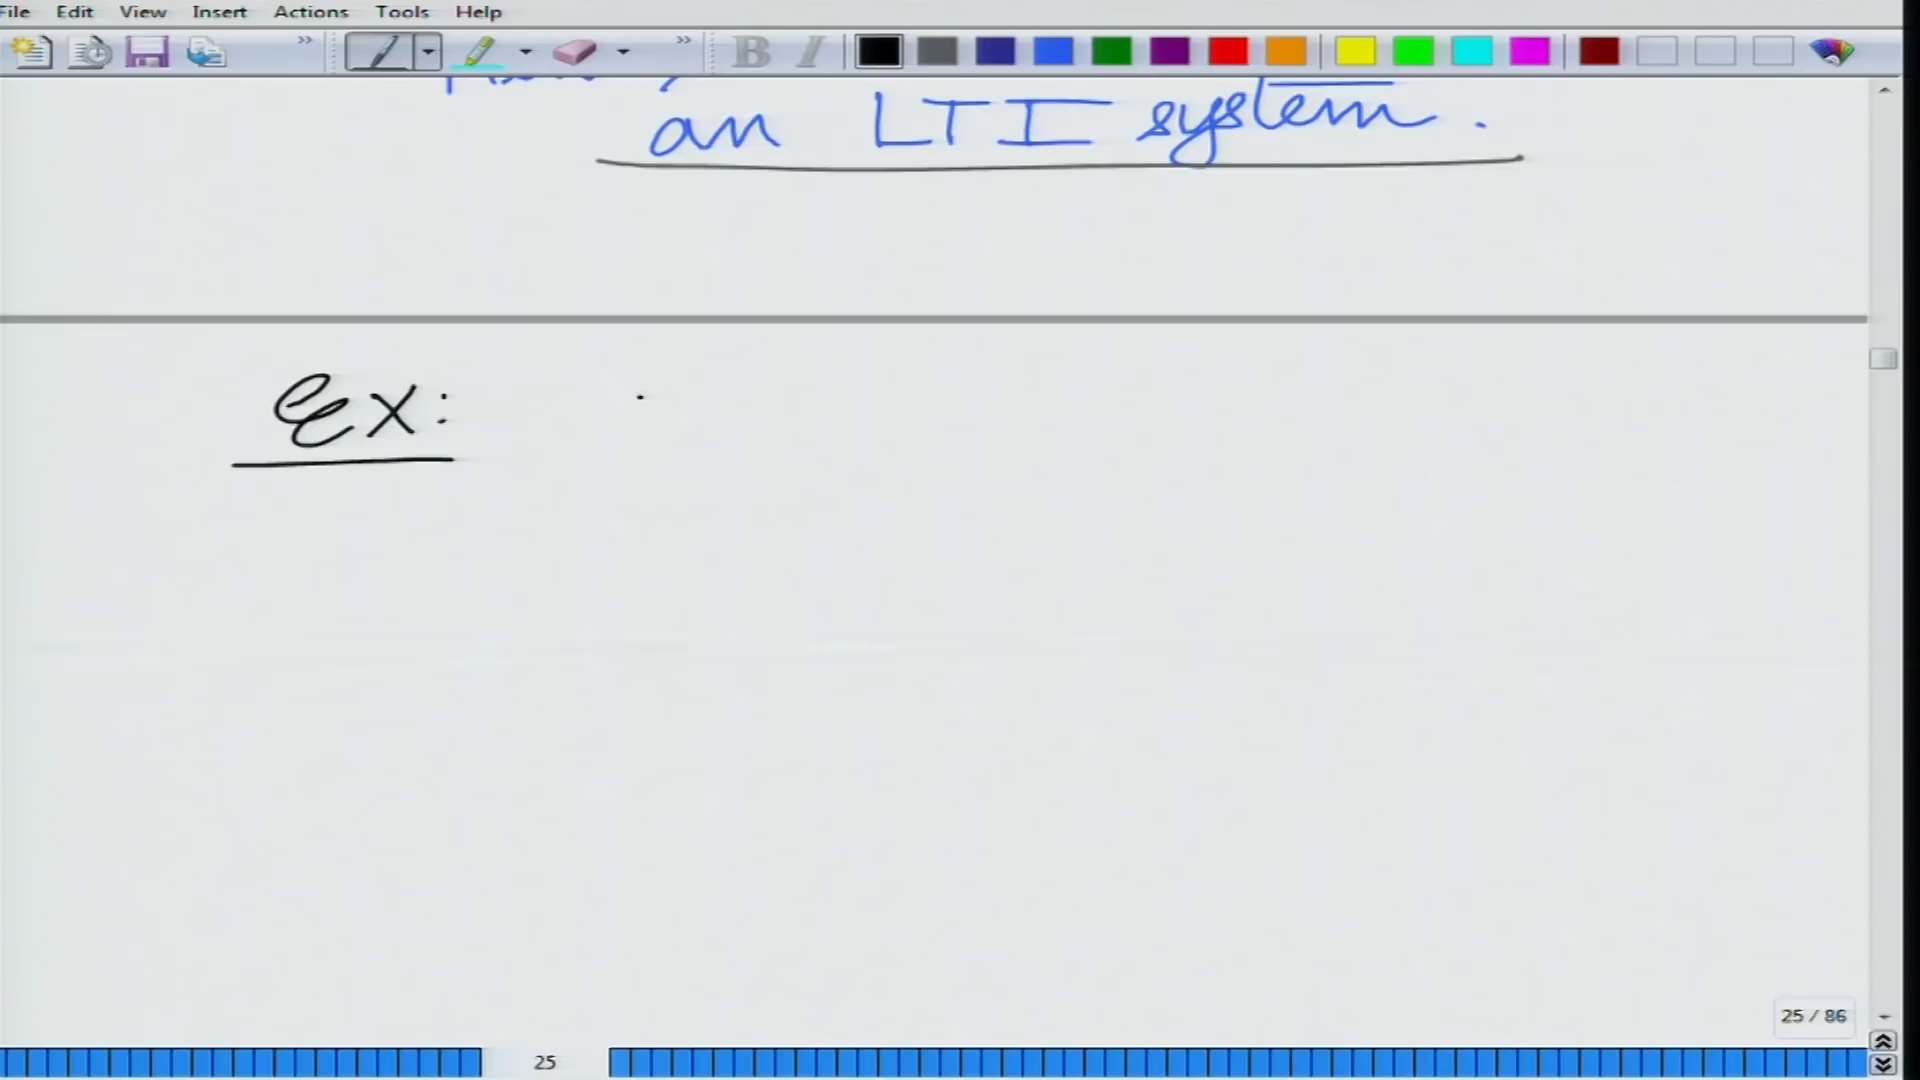 File Edit View Insert Actions Tools Help
B I
an LTI system.
Ex:
25 / 86
25